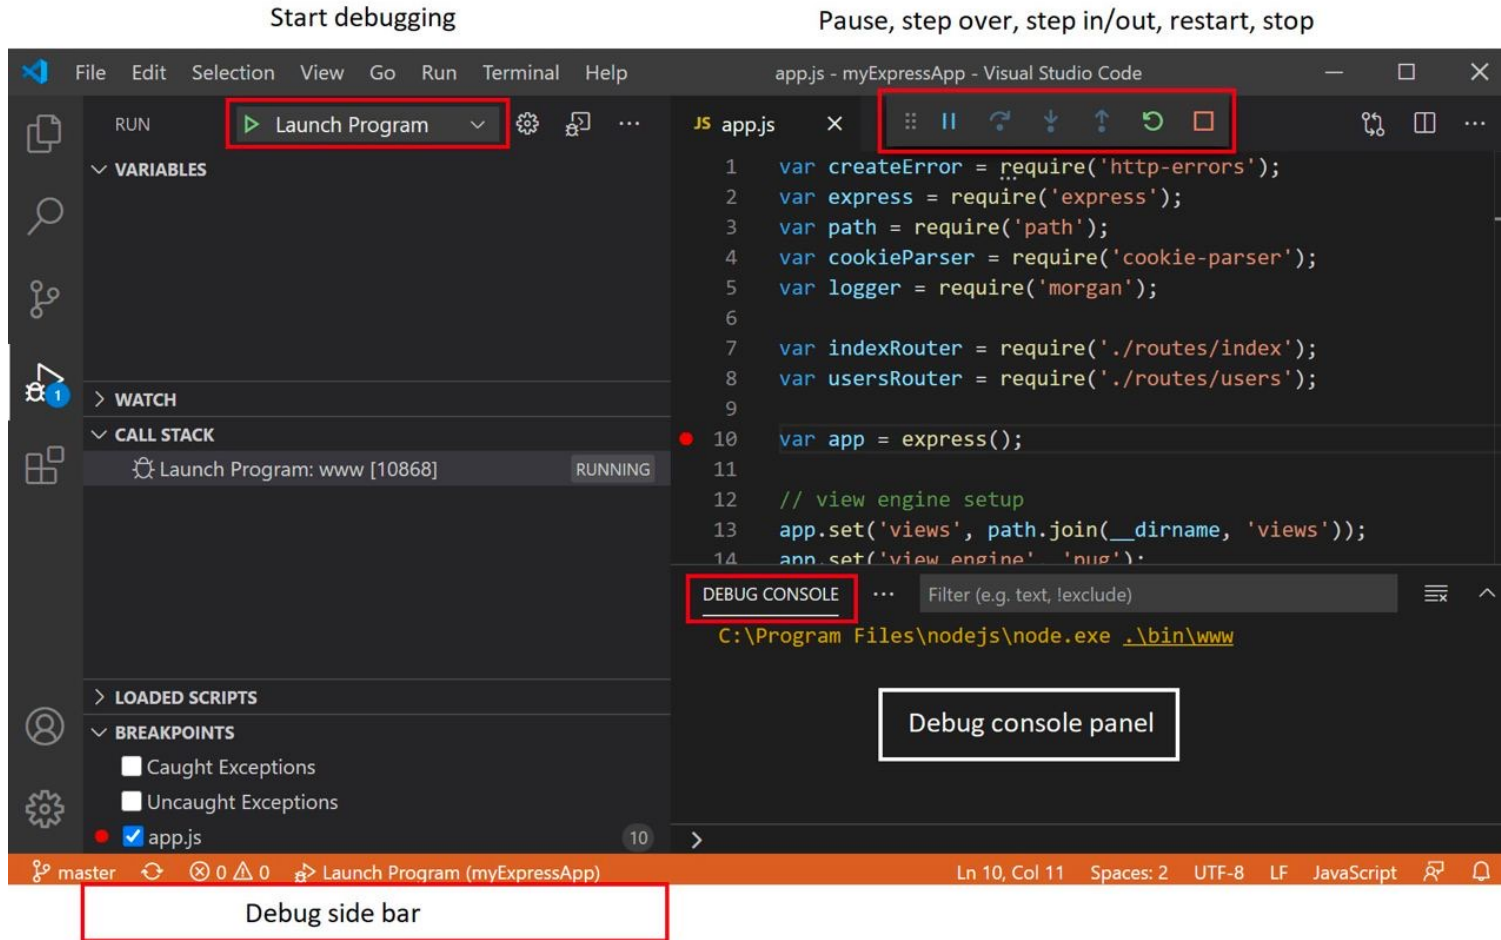 Start debugging
Pause, step over, step in/out, restart, stop
File Edit Selection View Go Run Terminal Help
app.js - myExpressApp - Visual Studio Code
RUN
Launch Program
VARIABLES
WATCH
CALL STACK
Launch Program: www [10868] RUNNING
LOADED SCRIPTS
BREAKPOINTS
Caught Exceptions
Uncaught Exceptions
app.js 10
1
JS app.js
1 var createError = require('http-errors');
2 var express = require('express');
3 var path = require('path');
4 var cookieParser = require('cookie-parser');
5 var logger = require('morgan');
6
7 var indexRouter = require('./routes/index');
8 var usersRouter = require('./routes/users');
9
10 var app = express();
11
12 // view engine setup
13 app.set('views', path.join(__dirname, 'views'));
14 app.set('view engine', 'pug');
DEBUG CONSOLE ··· Filter (e.g. text, !exclude)
C:\Program Files\nodejs\node.exe .\bin\www
Debug console panel
master 0 0 Launch Program (myExpressApp)
Ln 10, Col 11 Spaces: 2 UTF-8 LF JavaScript
Debug side bar